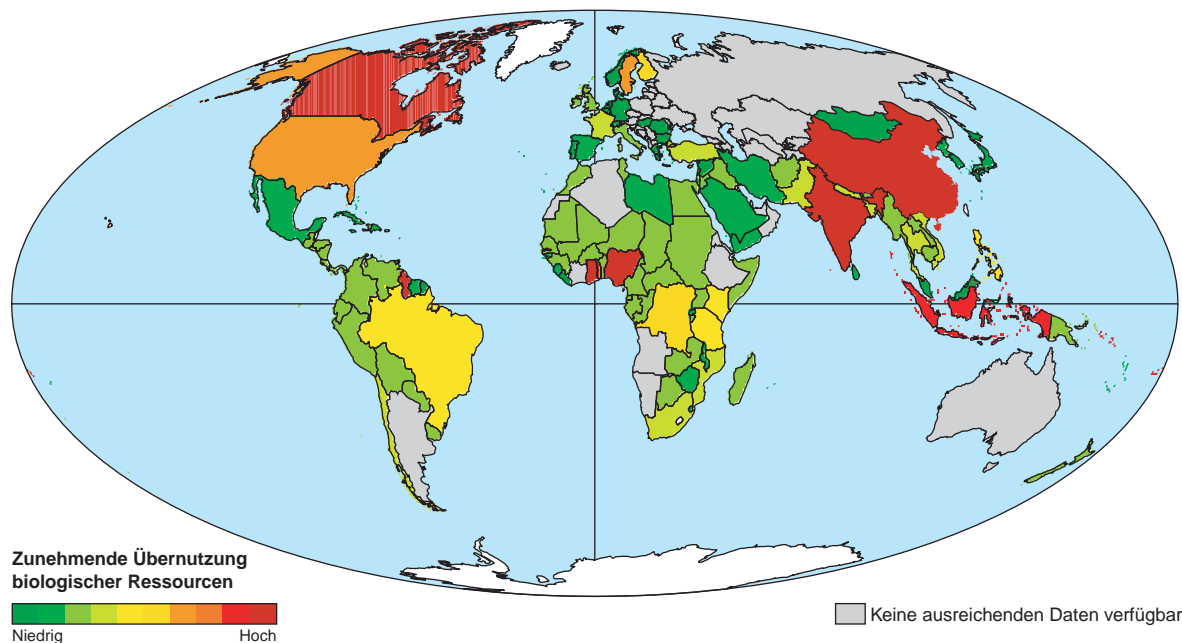 Zunehmende Übernutzung
biologischer Ressourcen
Niedrig
Hoch
Keine ausreichenden Daten verfügbar